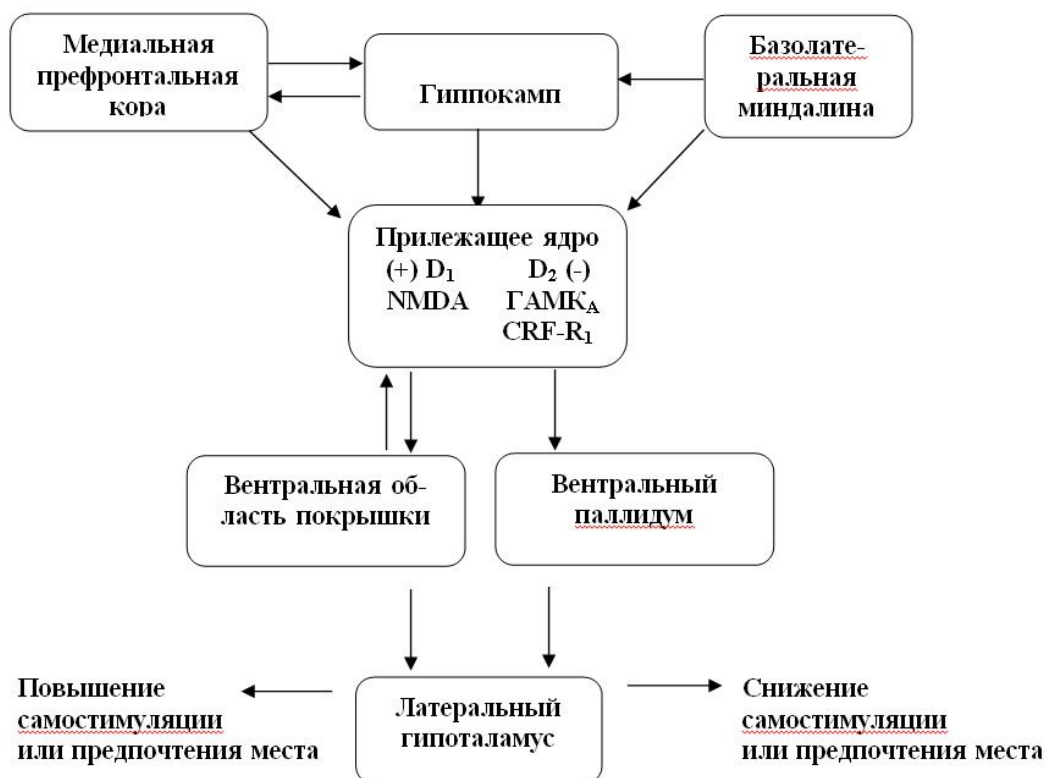 Медиальная
префронтальная
кора
Гиппокамп
Базолате-
ральная
миндалина
Прилежащее ядро
(+) D₁ D₂ (-)
NMDA ГАМКА
CRF-R₁
Вентральная об-
ласть покрышки
Вентральный
паллидум
Латеральный
гипоталамус
Повышение
самостимуляции
или предпочтения места
Снижение
самостимуляции
или предпочтения места